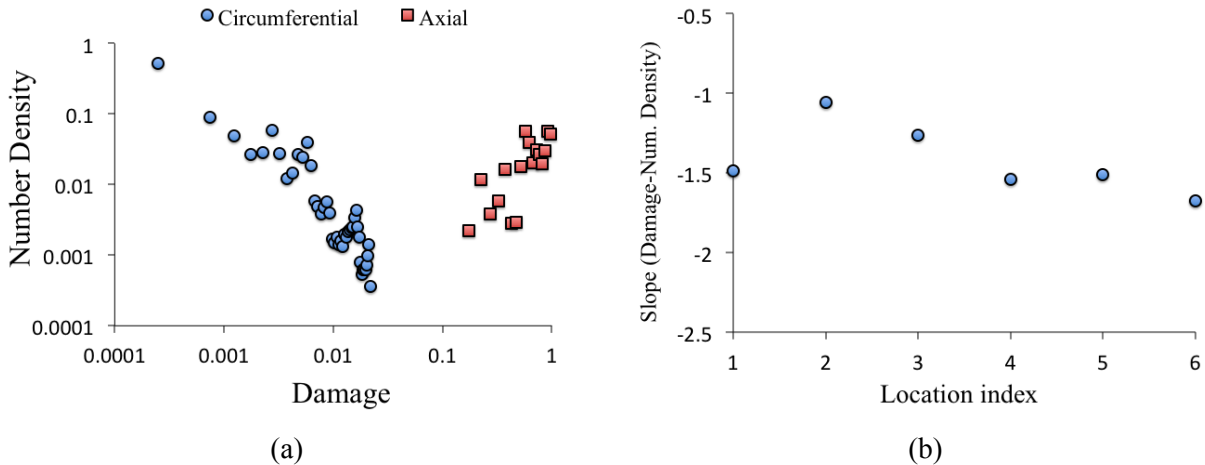 Circumferential
Axial
Number Density
1
0.1
0.01
0.001
0.0001
0.0001
0.001
0.01
0.1
1
Damage
(a)
Slope (Damage-Num. Density)
-0.5
-1
-1.5
-2
-2.5
1
2
3
4
5
6
Location index
(b)